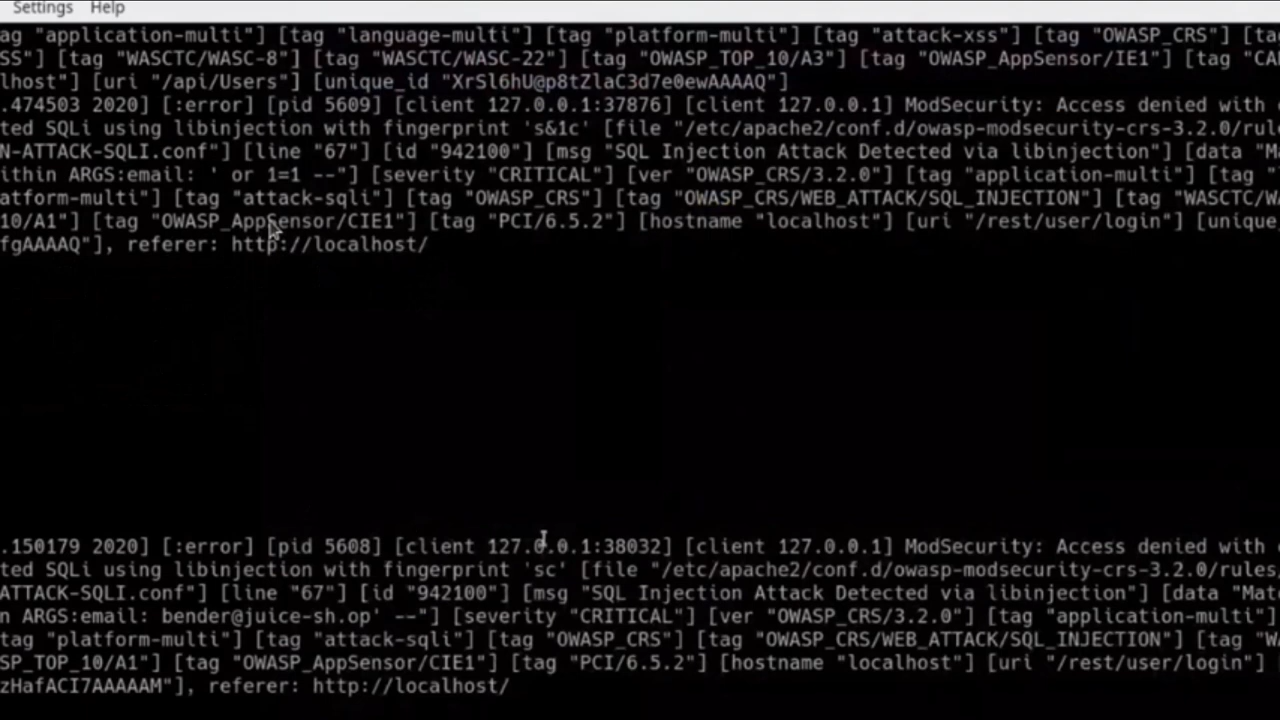 Settings Help
ag "application-multi"] [tag "language-multi"] [tag "platform-multi"] [tag "attack-xss"] [tag "OWASP_CRS"] [tag
SS"] [tag "WASCTC/WASC-8"] [tag "WASCTC/WASC-22"] [tag "OWASP_TOP_10/A3"] [tag "OWASP_AppSensor/IE1"] [tag "CA
lhost"] [uri "/api/Users"] [unique_id "XrSl6hU@p8tZlaC3d7e0ewAAAAQ"]
.474503 2020] [:error] [pid 5609] [client 127.0.0.1:37876] [client 127.0.0.1] ModSecurity: Access denied with
ted SQLi using libinjection with fingerprint 's&1c' [file "/etc/apache2/conf.d/owasp-modsecurity-crs-3.2.0/rul
N-ATTACK-SQLI.conf"] [line "67"] [id "942100"] [msg "SQL Injection Attack Detected via libinjection"] [data "Ma
ithin ARGS:email: ' or 1=1 --"] [severity "CRITICAL"] [ver "OWASP_CRS/3.2.0"] [tag "application-multi"] [tag "
atform-multi"] [tag "attack-sqli"] [tag "OWASP_CRS"] [tag "OWASP_CRS/WEB_ATTACK/SQL_INJECTION"] [tag "WASCTC/WA
10/A1"] [tag "OWASP_AppSensor/CIE1"] [tag "PCI/6.5.2"] [hostname "localhost"] [uri "/rest/user/login"] [unique
fgAAAAQ"], referer: http://localhost/
.150179 2020] [:error] [pid 5608] [client 127.0.0.1:38032] [client 127.0.0.1] ModSecurity: Access denied with
ted SQLi using libinjection with fingerprint 'sc' [file "/etc/apache2/conf.d/owasp-modsecurity-crs-3.2.0/rules
ATTACK-SQLI.conf"] [line "67"] [id "942100"] [msg "SQL Injection Attack Detected via libinjection"] [data "Mat
n ARGS:email: bender@juice-sh.op' --"] [severity "CRITICAL"] [ver "OWASP_CRS/3.2.0"] [tag "application-multi"]
tag "platform-multi"] [tag "attack-sqli"] [tag "OWASP_CRS"] [tag "OWASP_CRS/WEB_ATTACK/SQL_INJECTION"] [tag "W
SP_TOP_10/A1"] [tag "OWASP_AppSensor/CIE1"] [tag "PCI/6.5.2"] [hostname "localhost"] [uri "/rest/user/login"]
zHafACI7AAAAAM"], referer: http://localhost/